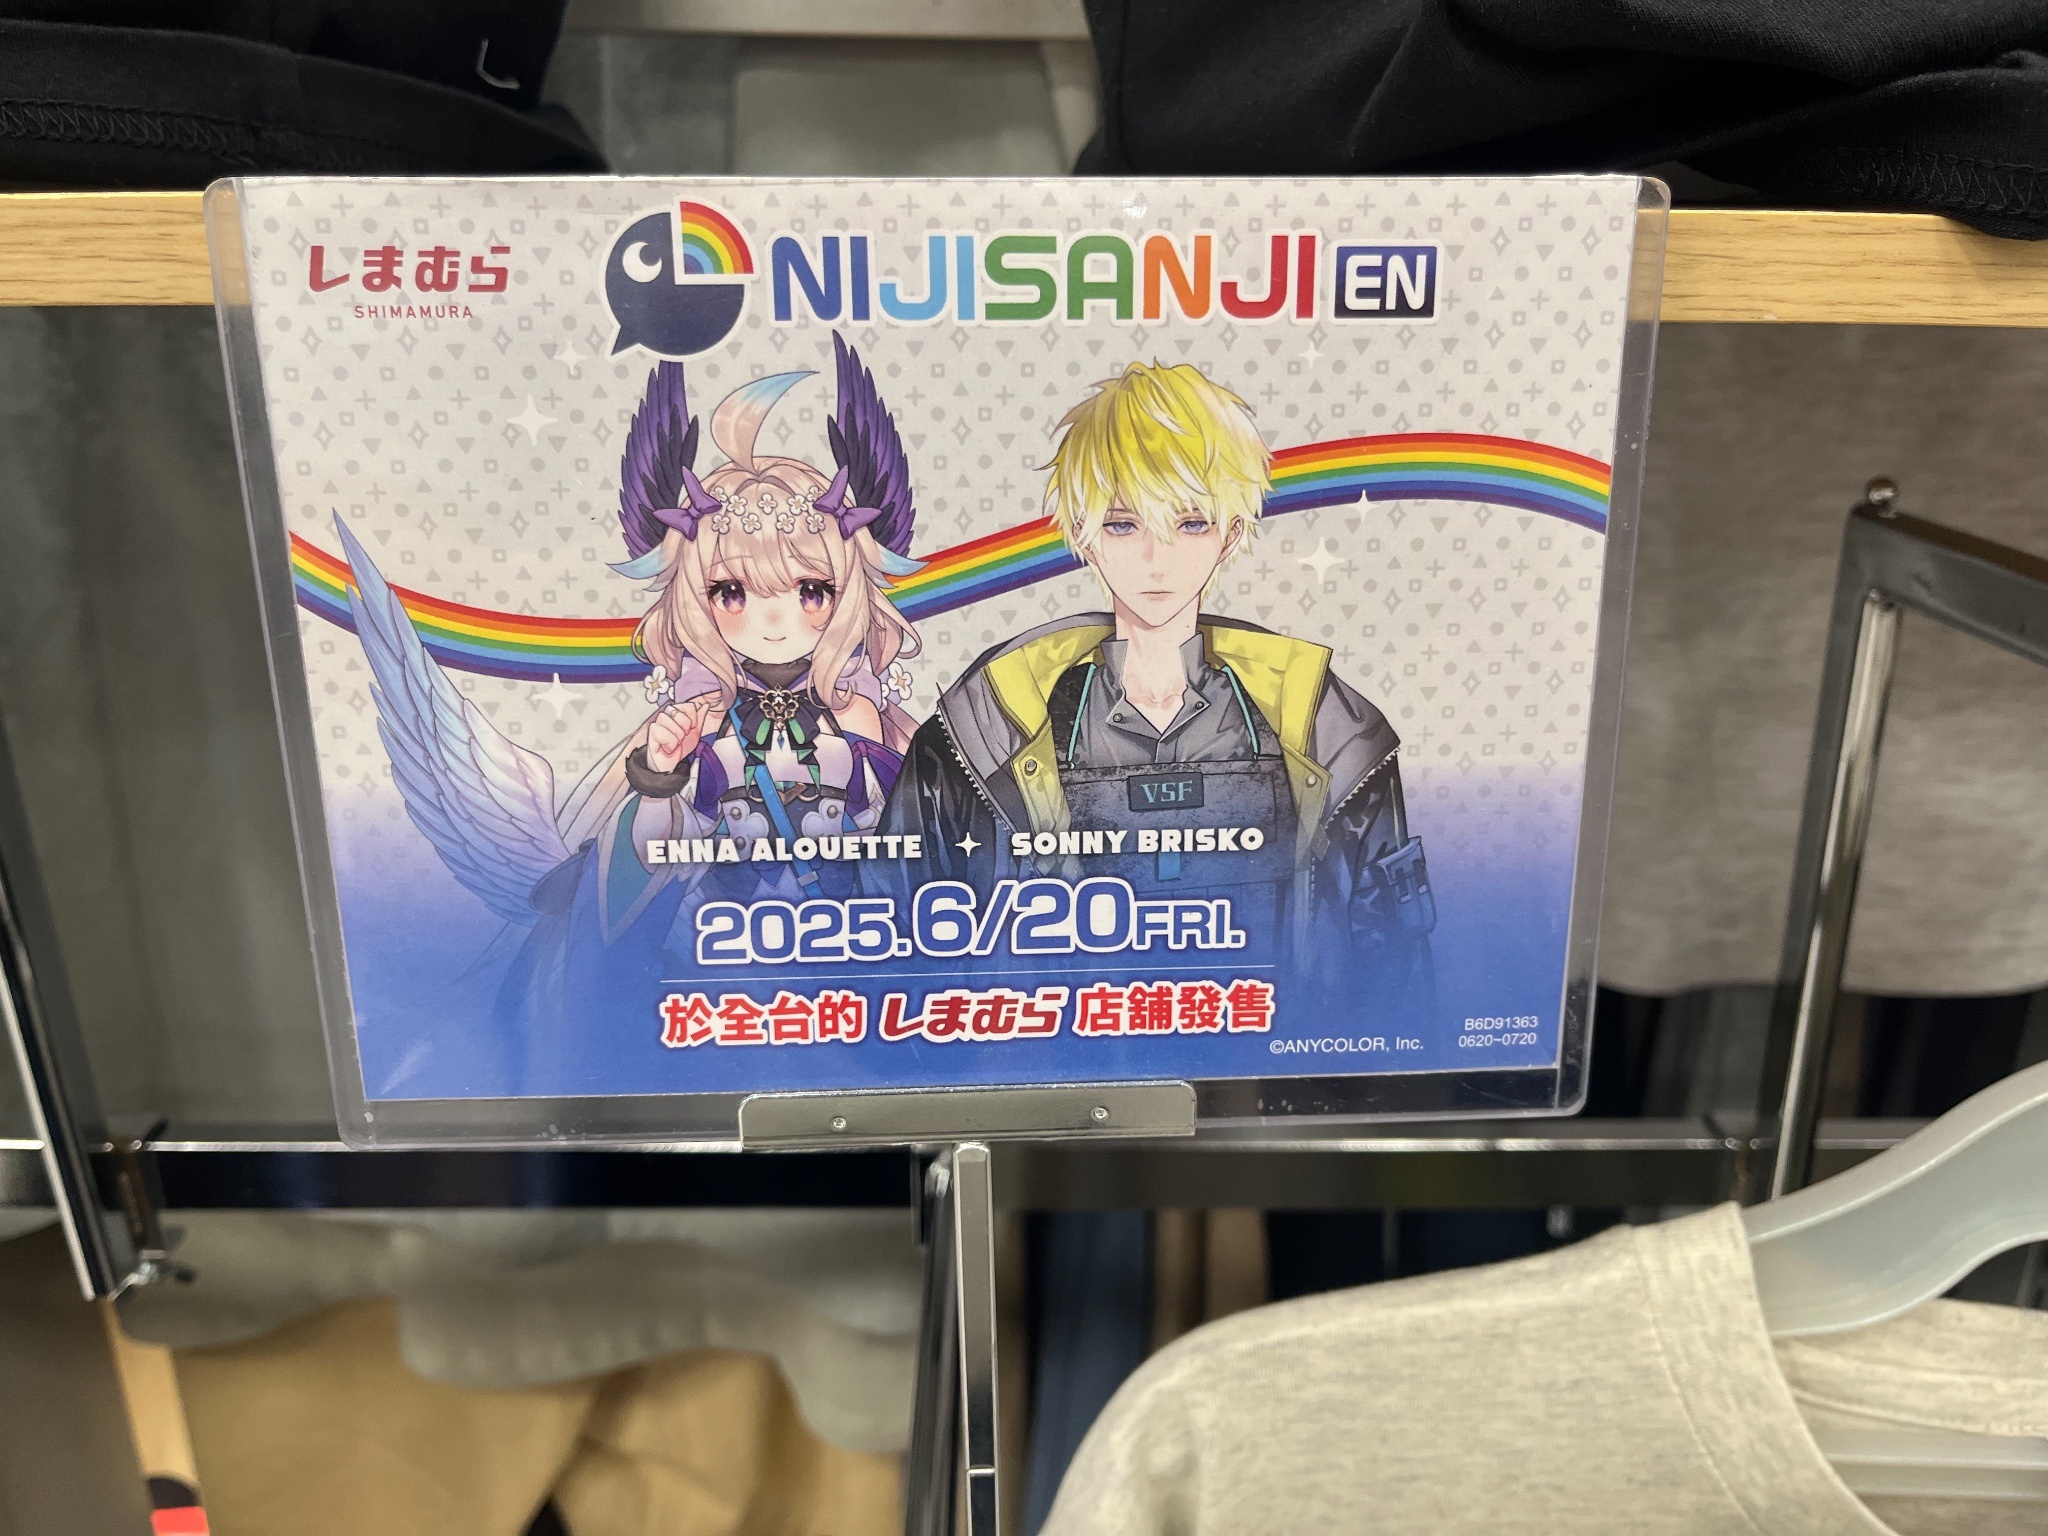 しまむら
SHIMAMURA
NIJISANJI EN
VSF
ENNA ALOUETTE
SONNY BRISKO
2025.6/20FRI.
於全台的しまむら店舖發售
©ANYCOLOR, Inc.
B6D91363
0620~0720